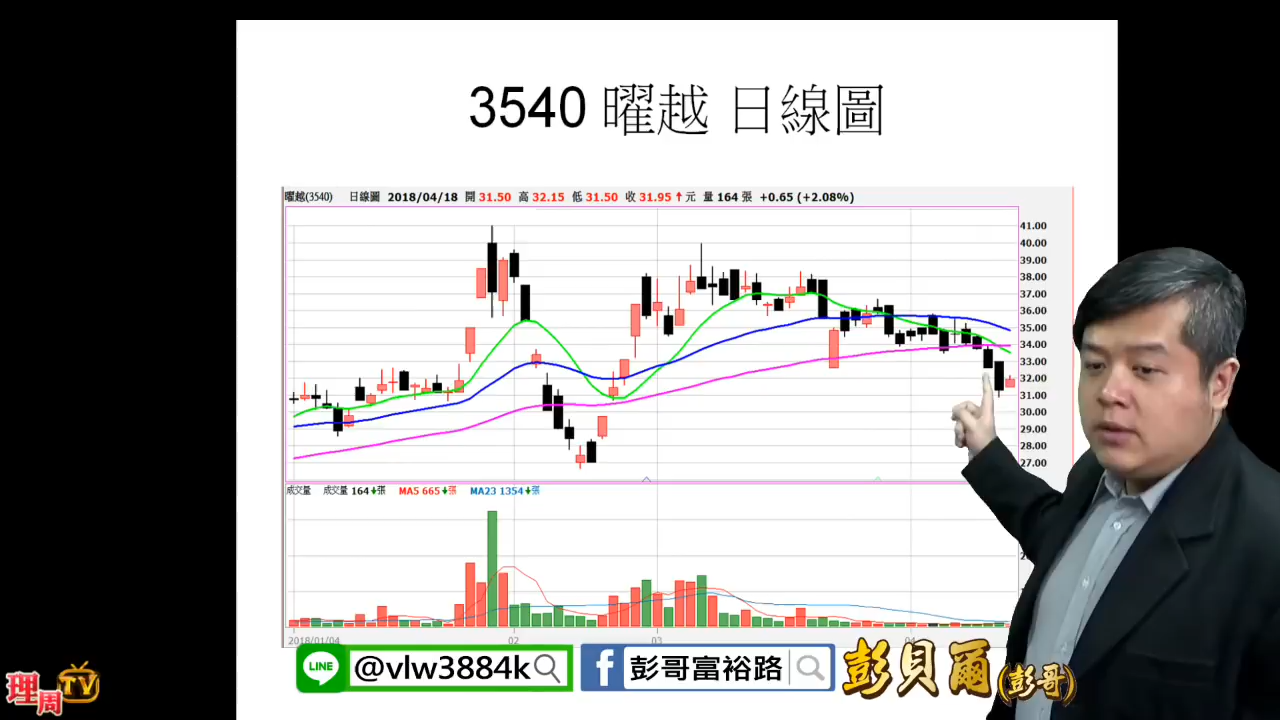 3540 曜越 日線圖
曜越(3540) 日線圖 2018/04/18 開 31.50 高 32.15 低 31.50 收 31.95 元 量 164 張 +0.65 (+2.08%)
41.00
40.00
39.00
38.00
37.00
36.00
35.00
34.00
33.00
32.00
31.00
30.00
29.00
28.00
27.00
成交量 成交量 164 張 MA5 665 張 MA23 1354 張
2018/01/04 02 03 04
LINE @vlw3884k
f 彭哥富裕路
彭貝爾(彭哥)
理周TV